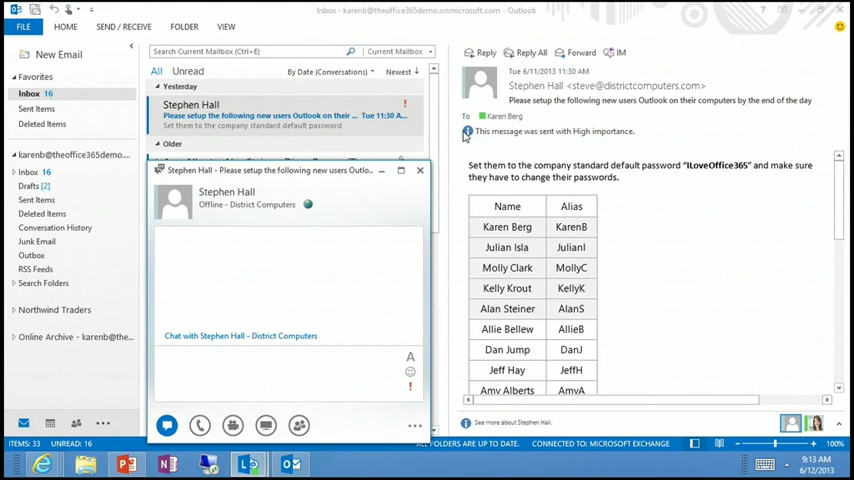 Inbox - karenb@theoffice365demo.onmicrosoft.com - Outlook
FILE HOME SEND / RECEIVE FOLDER VIEW
New Email
Favorites
Inbox 16
Sent Items
Deleted Items
karenb@theoffice365demo....
Inbox 16
Drafts [2]
Sent Items
Deleted Items
Conversation History
Junk Email
Outbox
RSS Feeds
Search Folders
Northwind Traders
Online Archive - karenb@the...
Search Current Mailbox (Ctrl+E) Current Mailbox
All Unread By Date (Conversations) Newest
Yesterday
Stephen Hall
Please setup the following new users Outlook on their ... Tue 11:30 A...
Set them to the company standard default password
Older
Stephen Hall - Please setup the following new users Outlo...
Stephen Hall
Offline - District Computers
Chat with Stephen Hall - District Computers
A
Reply Reply All Forward IM
Tue 6/11/2013 11:30 AM
Stephen Hall <steve@districtcomputers.com>
Please setup the following new users Outlook on their computers by the end of the day
To Karen Berg
This message was sent with High importance.
Set them to the company standard default password "ILoveOffice365" and make sure
they have to change their passwords.
Name Alias
Karen Berg KarenB
Julian Isla JulianI
Molly Clark MollyC
Kelly Krout KellyK
Alan Steiner AlanS
Allie Bellew AllieB
Dan Jump DanJ
Jeff Hay JeffH
Amy Alberts AmyA
See more about Stephen Hall.
ITEMS: 33 UNREAD: 16 ALL FOLDERS ARE UP TO DATE. CONNECTED TO: MICROSOFT EXCHANGE 100%
9:13 AM
6/12/2013